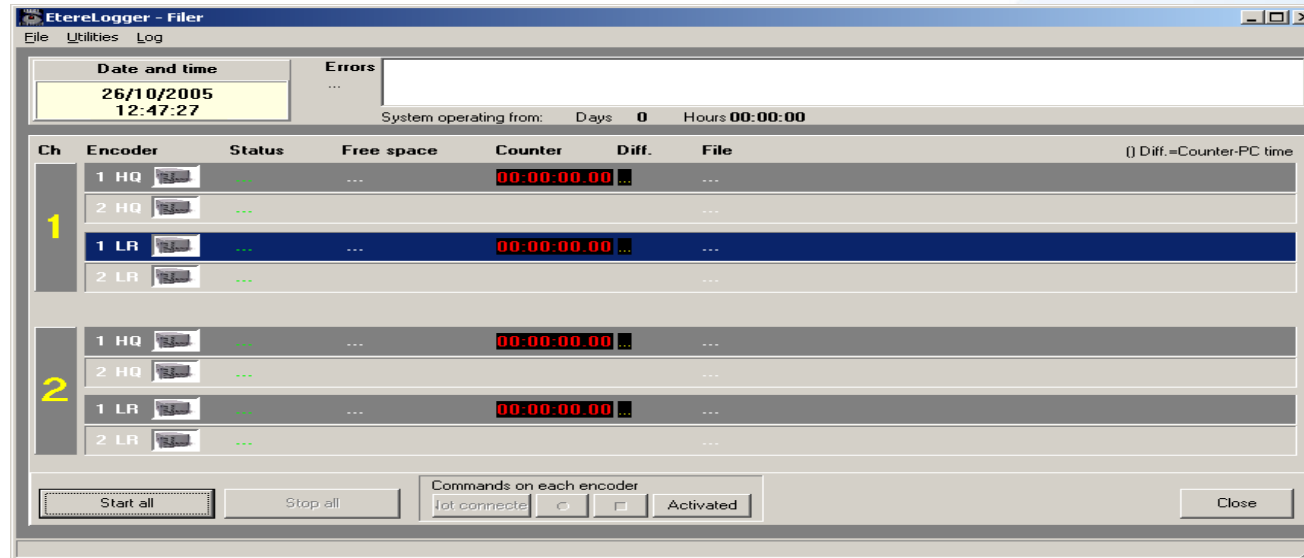 EtereLogger - Filer
File Utilities Log
Date and time
26/10/2005
12:47:27
Errors
...
System operating from: Days 0 Hours 00:00:00
Ch Encoder Status Free space Counter Diff. File () Diff.=Counter-PC time
1
1 HQ ... ... 00:00:00.00 ... ...
2 HQ ... ...
1 LR ... ... 00:00:00.00 ... ...
2 LR ... ...
2
1 HQ ... ... 00:00:00.00 ... ...
2 HQ ... ...
1 LR ... ... 00:00:00.00 ... ...
2 LR ... ...
Commands on each encoder
Start all Stop all lot connecte Activated Close